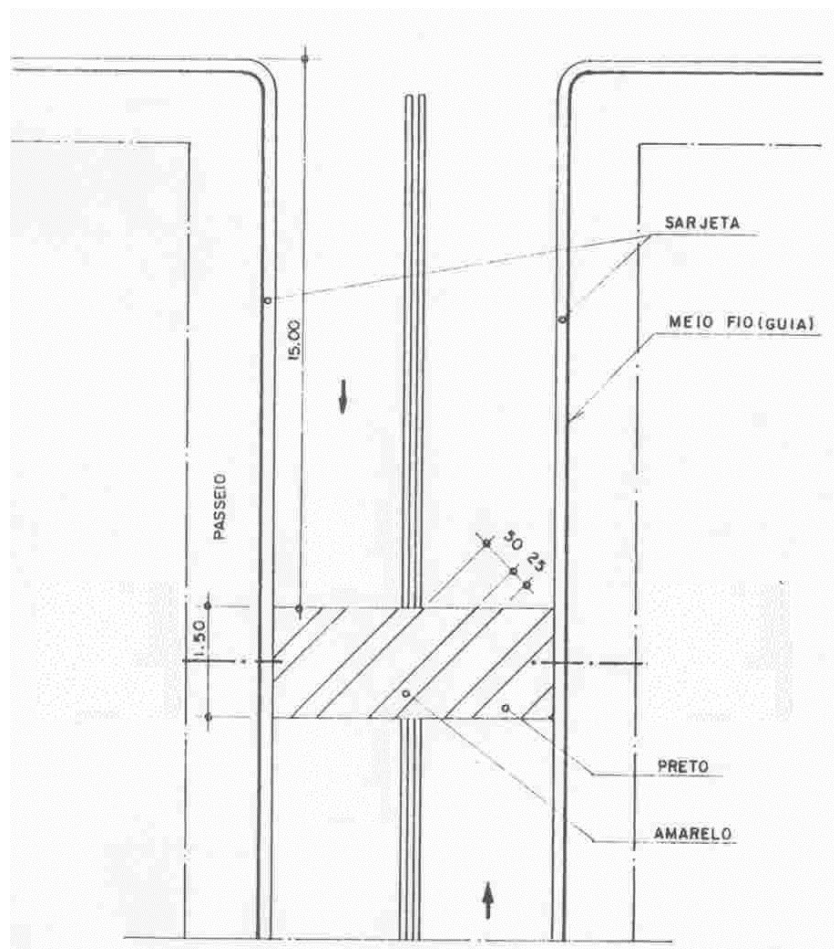 SARJETA
MEIO FIO (GUIA)
15.00
PASSEIO
50
25
1.50
PRETO
AMARELO